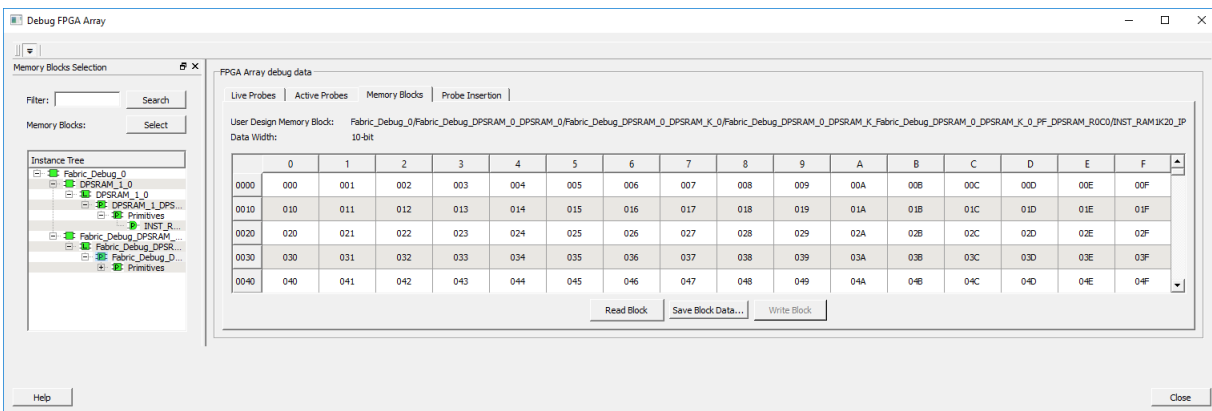 Debug FPGA Array
Memory Blocks Selection
Filter:
Search
Memory Blocks:
Select
Instance Tree
Fabric_Debug_0
DPSRAM_1_0
DPSRAM_1_0
DPSRAM_1_DPS...
Primitives
INST_R...
Fabric_Debug_DPSRAM_...
Fabric_Debug_DPSR...
Fabric_Debug_D...
Primitives
FPGA Array debug data
Live Probes Active Probes Memory Blocks Probe Insertion
User Design Memory Block: Fabric_Debug_0/Fabric_Debug_DPSRAM_0_DPSRAM_0/Fabric_Debug_DPSRAM_0_DPSRAM_K_0/Fabric_Debug_DPSRAM_0_DPSRAM_K_Fabric_Debug_DPSRAM_0_DPSRAM_K_0_PF_DPSRAM_R0C0/INST_RAM1K20_IP
Data Width: 10-bit
0 1 2 3 4 5 6 7 8 9 A B C D E F
0000 000 001 002 003 004 005 006 007 008 009 00A 00B 00C 00D 00E 00F
0010 010 011 012 013 014 015 016 017 018 019 01A 01B 01C 01D 01E 01F
0020 020 021 022 023 024 025 026 027 028 029 02A 02B 02C 02D 02E 02F
0030 030 031 032 033 034 035 036 037 038 039 03A 03B 03C 03D 03E 03F
0040 040 041 042 043 044 045 046 047 048 049 04A 04B 04C 04D 04E 04F
Read Block Save Block Data... Write Block
Help
Close